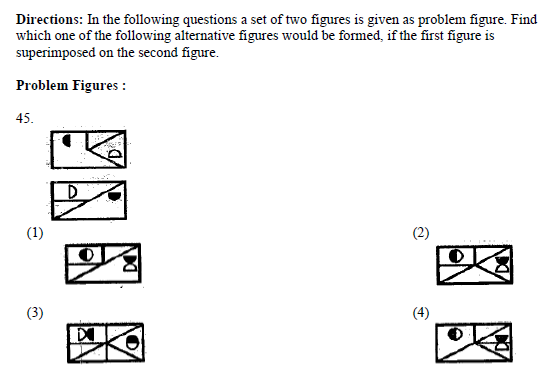 Directions: In the following questions a set of two figures is given as problem figure. Find
which one of the following alternative figures would be formed, if the first figure is
superimposed on the second figure.
Problem Figures :
45.
(1)
(2)
(3)
(4)